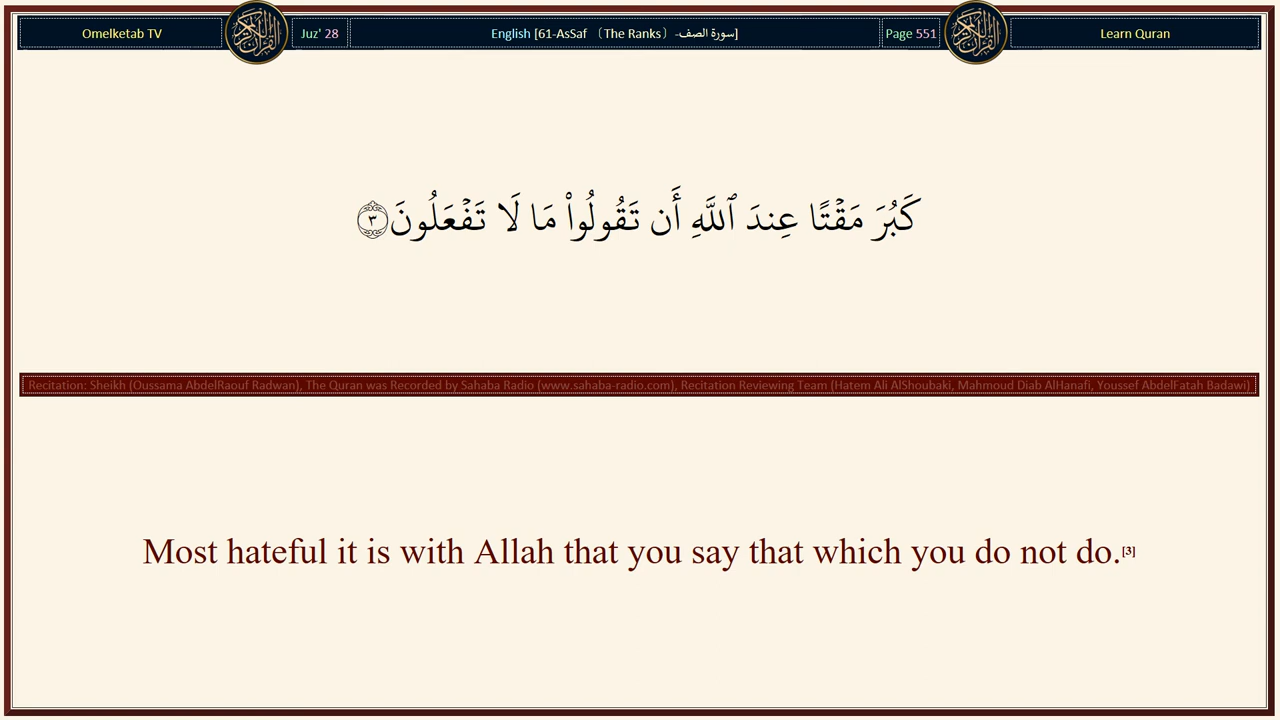 Omelketab TV
Juz' 28
English [61-AsSaf （The Ranks）-سورة الصف]
Page 551
Learn Quran
كَبُرَ مَقْتًا عِندَ ٱللَّهِ أَن تَقُولُوا۟ مَا لَا تَفْعَلُونَ ٣
Recitation: Sheikh (Oussama AbdelRaouf Radwan), The Quran was Recorded by Sahaba Radio (www.sahaba-radio.com), Recitation Reviewing Team (Hatem Ali AlShoubaki, Mahmoud Diab AlHanafi, Youssef AbdelFatah Badawi)
Most hateful it is with Allah that you say that which you do not do.[3]